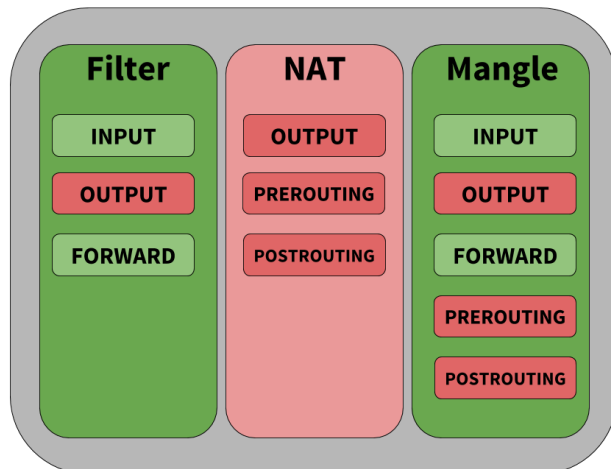 Filter
INPUT
OUTPUT
FORWARD
NAT
OUTPUT
PREROUTING
POSTROUTING
Mangle
INPUT
OUTPUT
FORWARD
PREROUTING
POSTROUTING